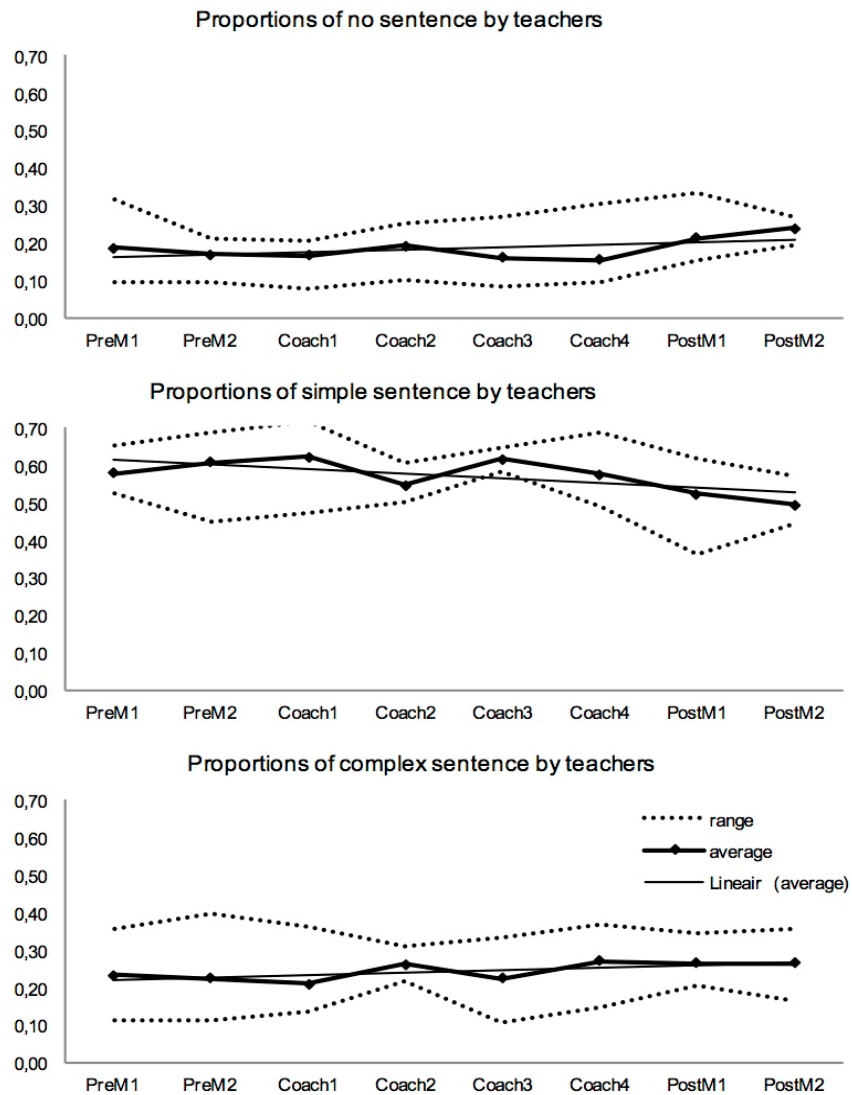 Proportions of no sentence by teachers
0,70
0,60
0,50
0,40
0,30
0,20
0,10
0,00
PreM1 PreM2 Coach1 Coach2 Coach3 Coach4 PostM1 PostM2
Proportions of simple sentence by teachers
0,70
0,60
0,50
0,40
0,30
0,20
0,10
0,00
PreM1 PreM2 Coach1 Coach2 Coach3 Coach4 PostM1 PostM2
Proportions of complex sentence by teachers
0,70
0,60
0,50
0,40
0,30
0,20
0,10
0,00
range
average
Lineair (average)
PreM1 PreM2 Coach1 Coach2 Coach3 Coach4 PostM1 PostM2